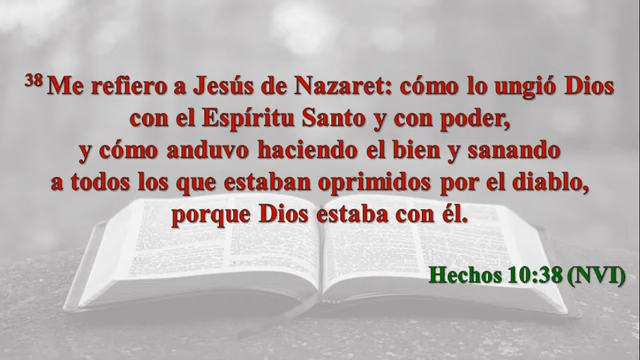 38 Me refiero a Jesús de Nazaret: cómo lo ungió Dios
con el Espíritu Santo y con poder,
y cómo anduvo haciendo el bien y sanando
a todos los que estaban oprimidos por el diablo,
porque Dios estaba con él.
Hechos 10:38 (NVI)